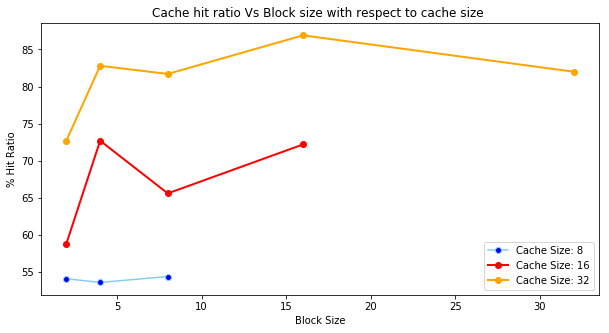 Cache hit ratio Vs Block size with respect to cache size
% Hit Ratio
85
80
75
70
65
60
55
5
10
15
20
25
30
Block Size
Cache Size: 8
Cache Size: 16
Cache Size: 32